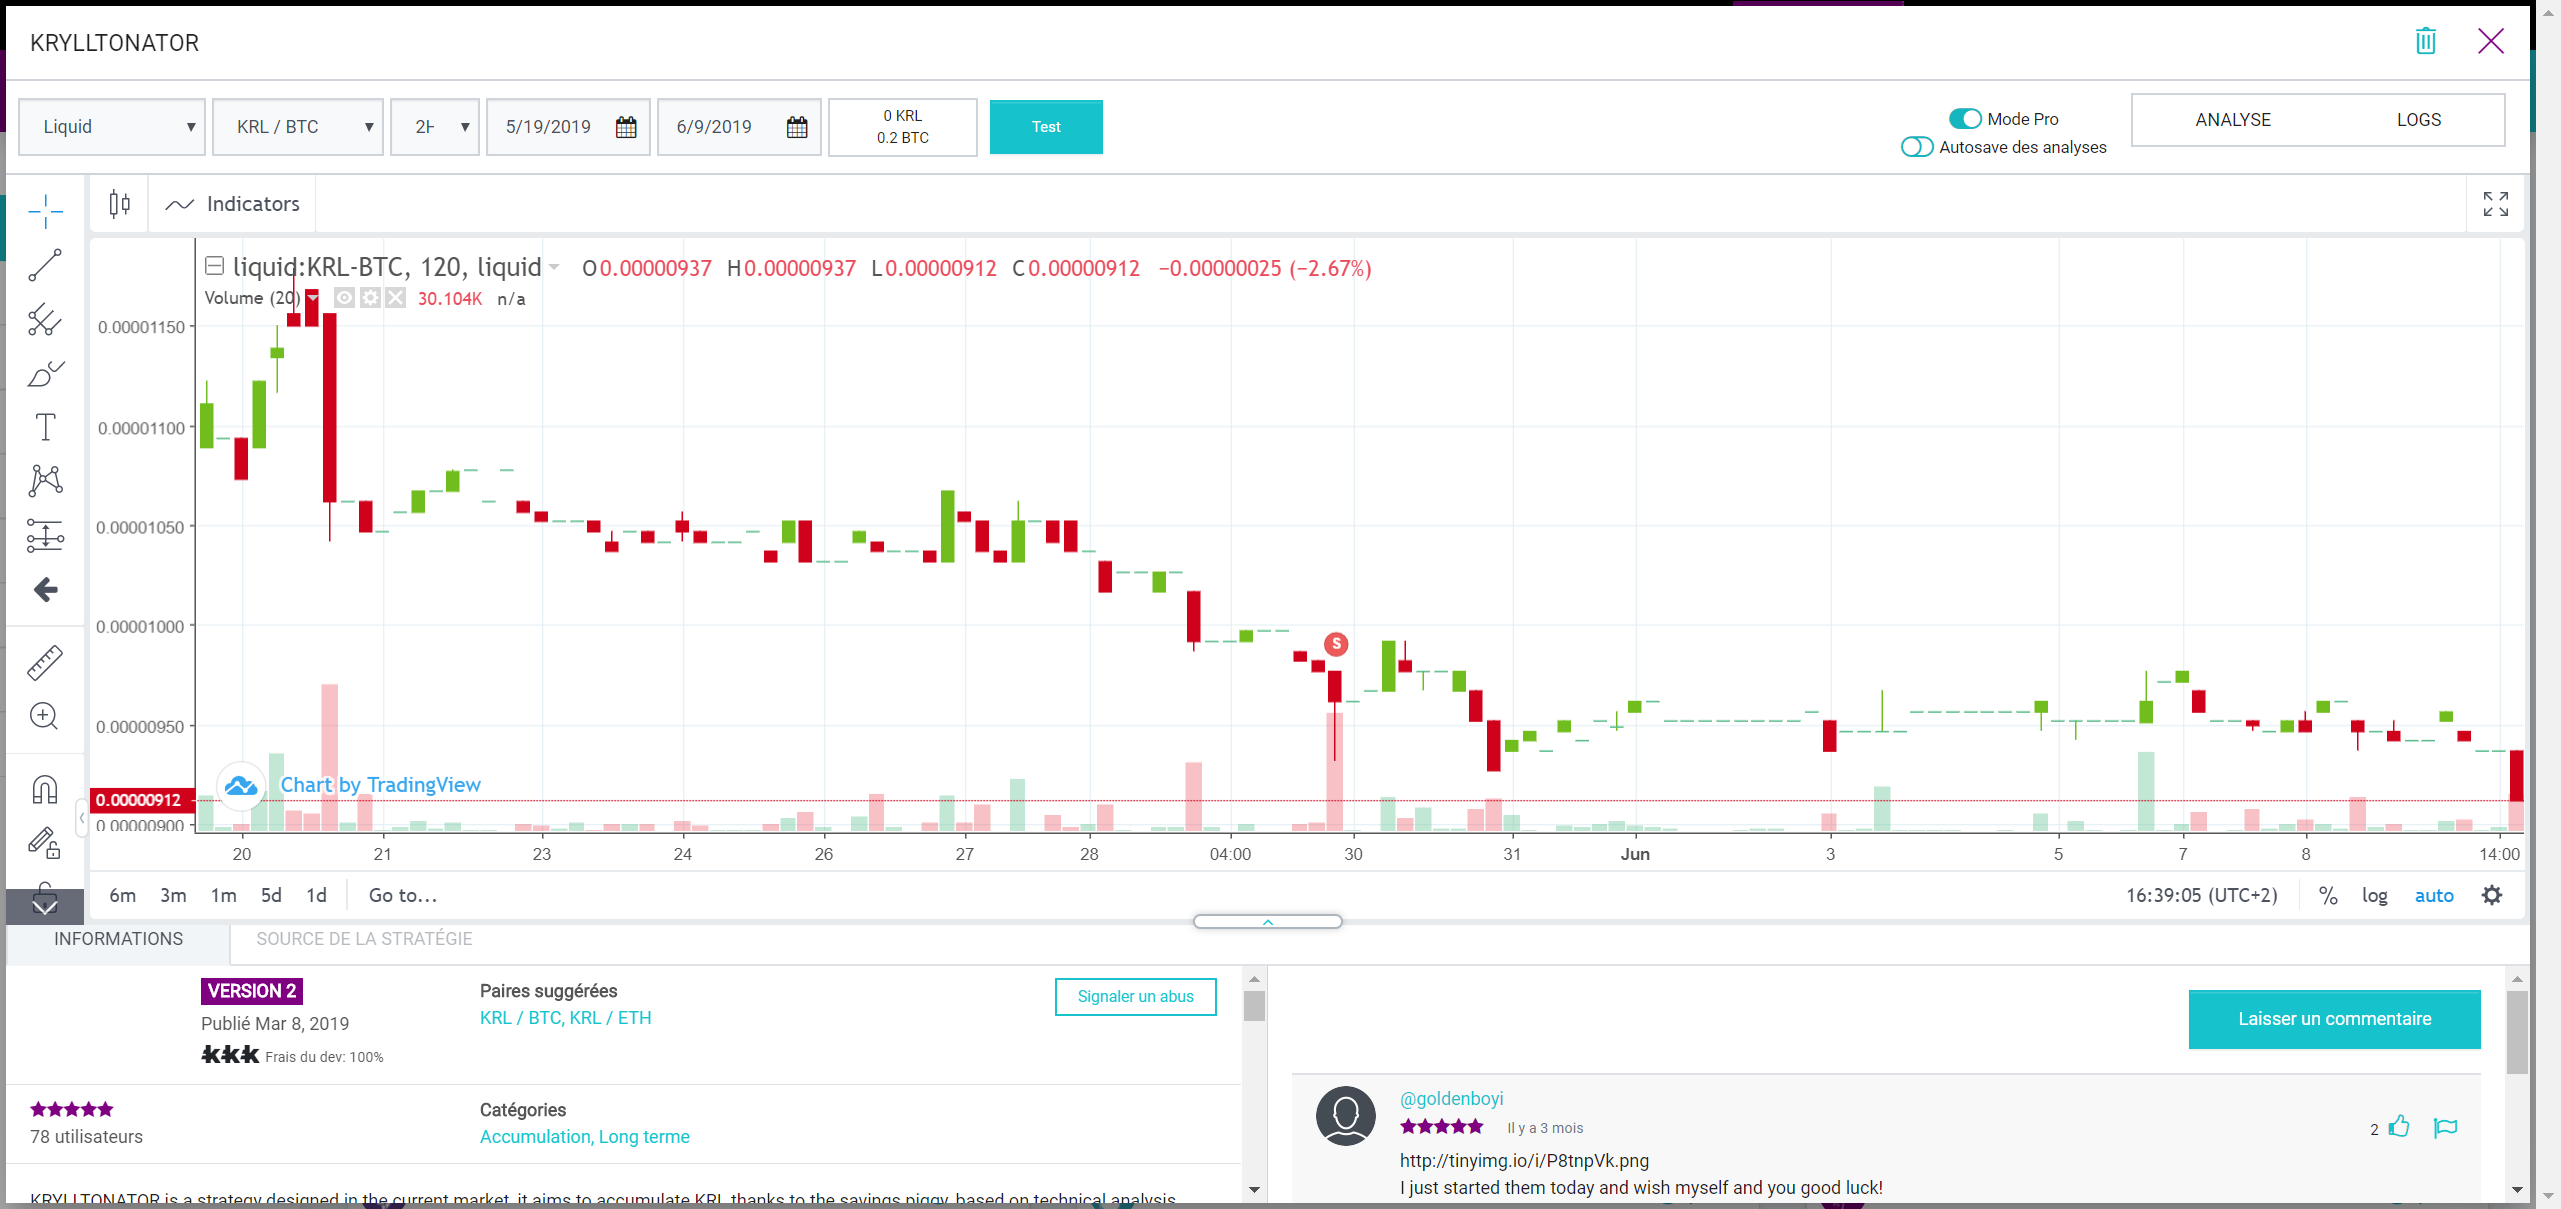 KRYLLTONATOR
Liquid
KRL / BTC
2H
5/19/2019
6/9/2019
0 KRL
0.2 BTC
Test
Mode Pro
Autosave des analyses
ANALYSE
LOGS
Indicators
liquid:KRL-BTC, 120, liquid
O0.00000937 H0.00000937 L0.00000912 C0.00000912 −0.00000025 (−2.67%)
Volume (20)
30.104K n/a
0.00001150
0.00001100
0.00001050
0.00001000
0.00000950
0.00000912
0.00000900
S
Chart by TradingView
20 21 23 24 26 27 28 04:00 30 31 Jun 3 5 7 8 14:00
6m 3m 1m 5d 1d Go to...
16:39:05 (UTC+2) % log auto
INFORMATIONS
SOURCE DE LA STRATÉGIE
VERSION 2
Publié Mar 8, 2019
Frais du dev: 100%
Paires suggérées
KRL / BTC, KRL / ETH
Signaler un abus
78 utilisateurs
Catégories
Accumulation, Long terme
KRYLLTONATOR is a strategy designed in the current market, it aims to accumulate KRL thanks to the savings piggy, based on technical analysis
Laisser un commentaire
@goldenboyi
Il y a 3 mois
2
http://tinyimg.io/i/P8tnpVk.png
I just started them today and wish myself and you good luck!